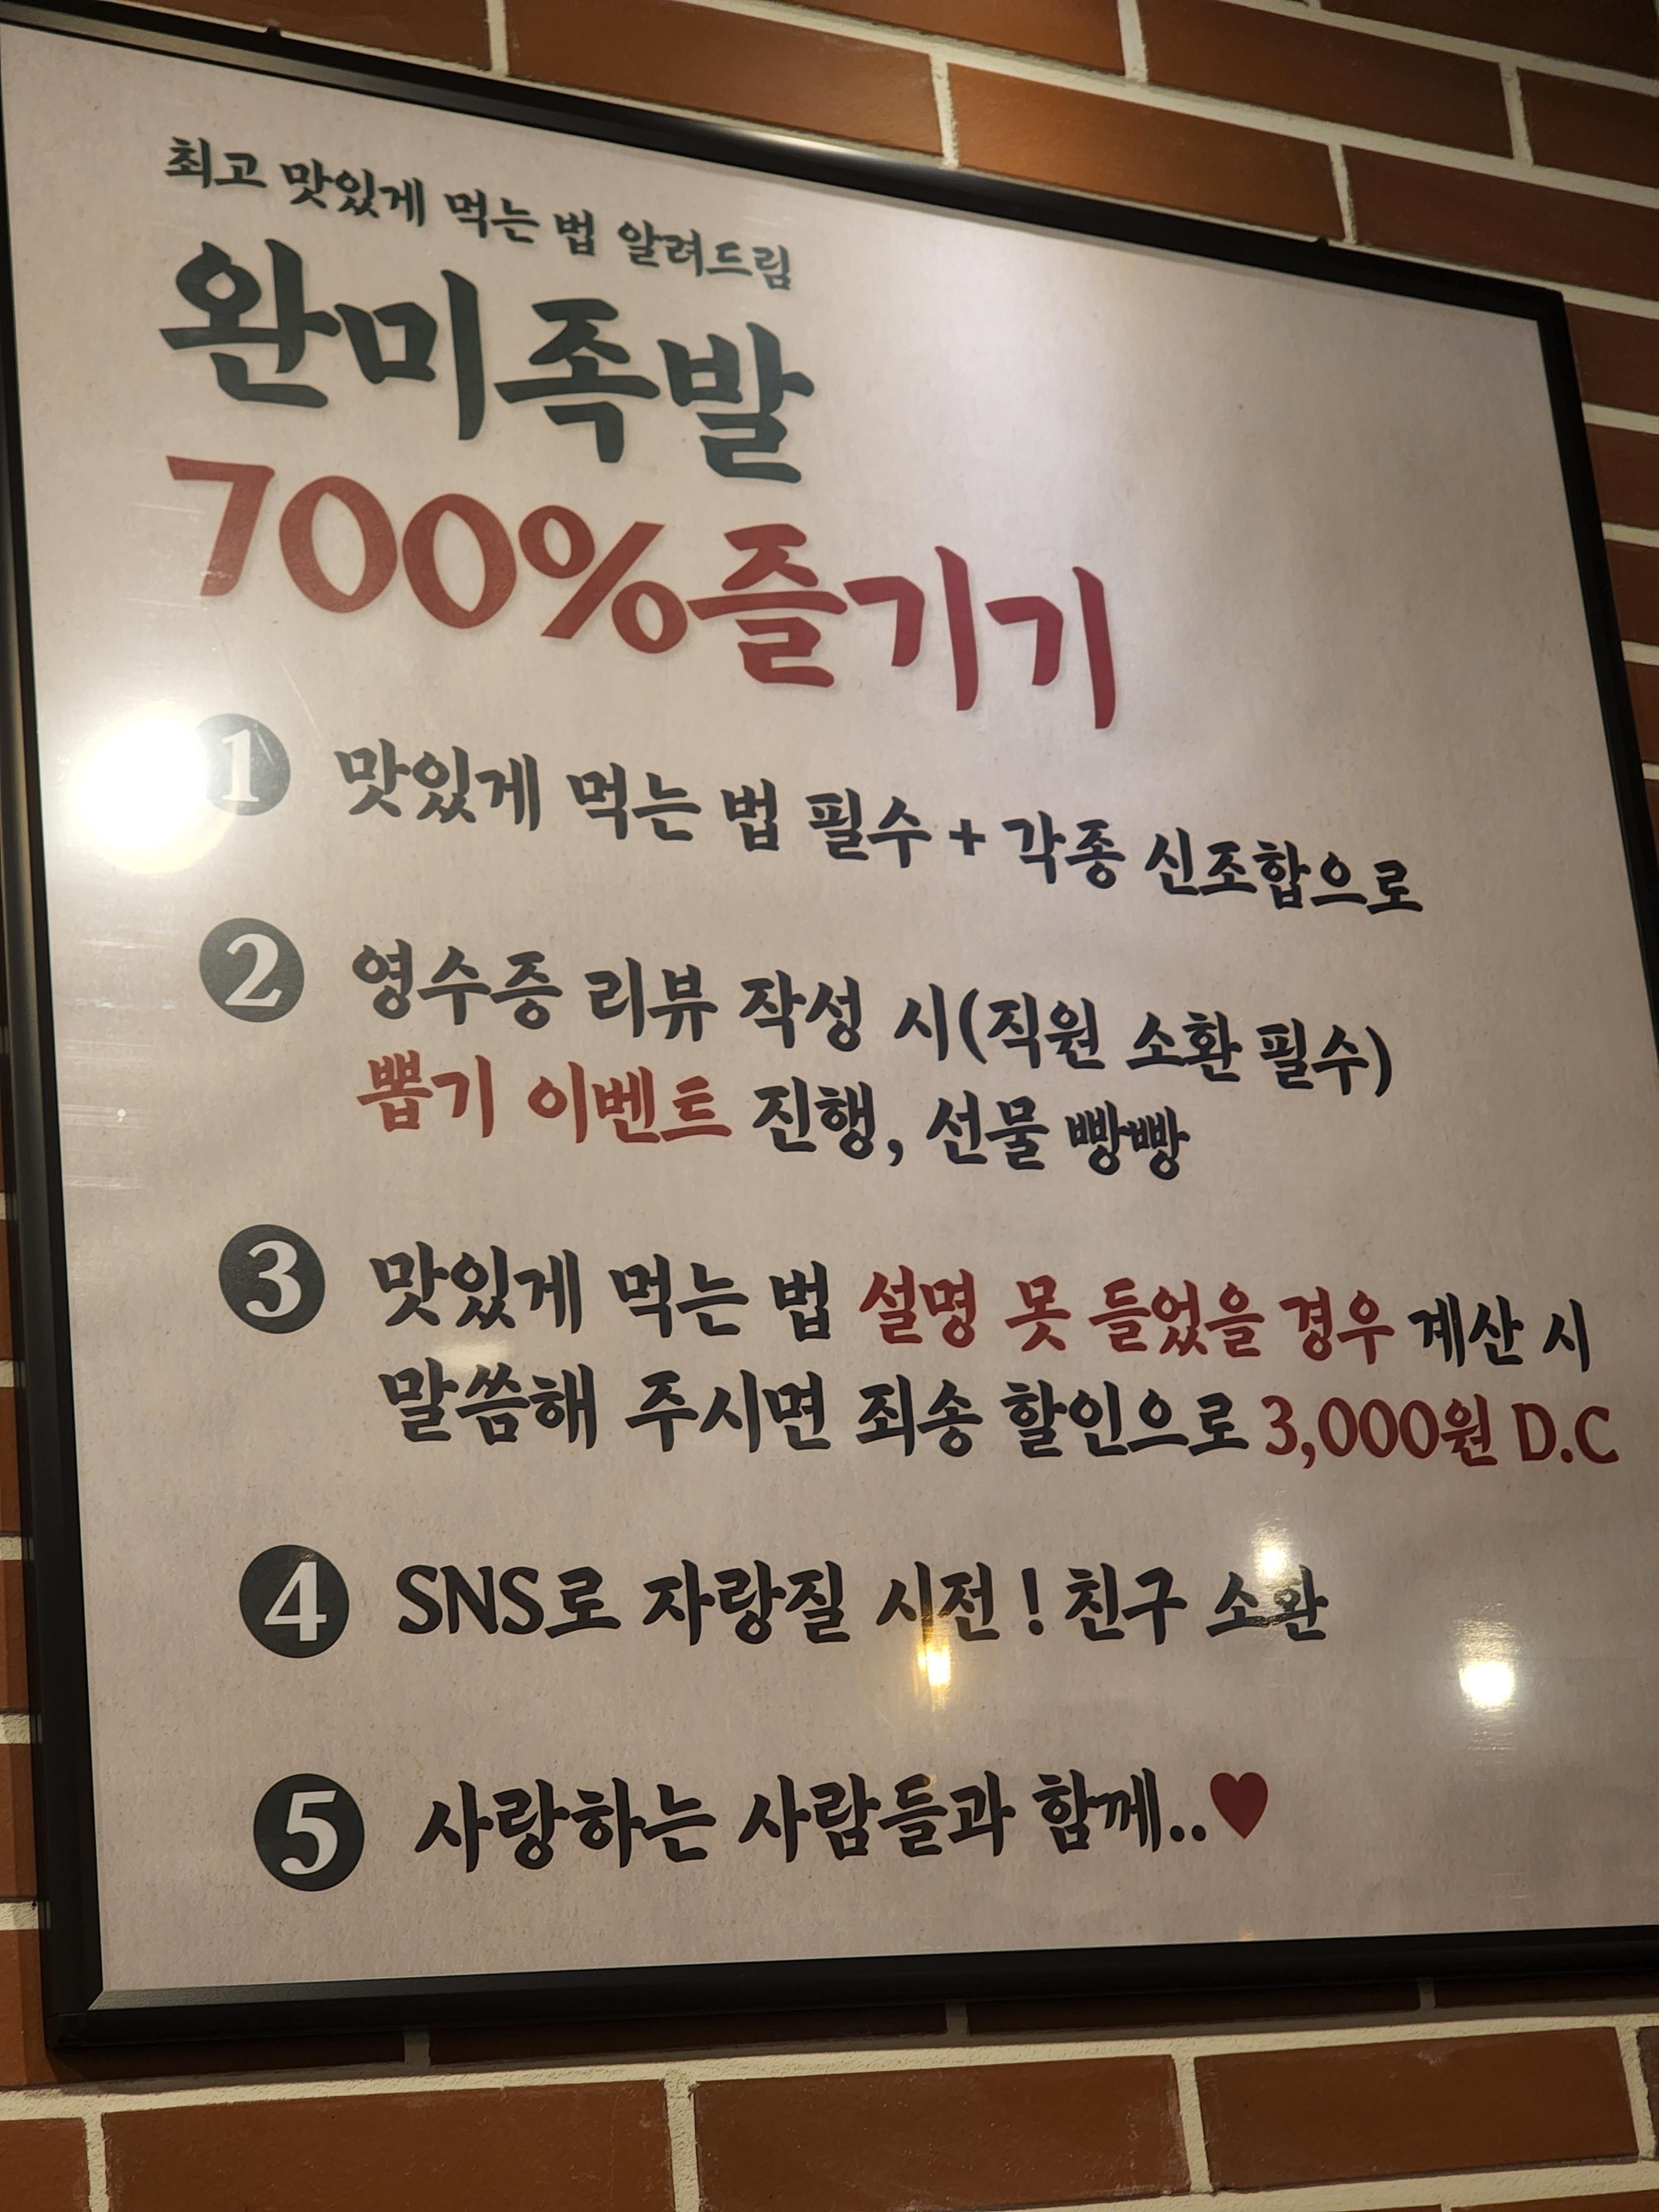 최고 맛있게 먹는 법 알려드림
완미족발
700%즐기기
1 맛있게 먹는 법 필수 + 각종 신조합으로
2 영수증 리뷰 작성 시(직원 소환 필수)
뽑기 이벤트 진행, 선물 빵빵
3 맛있게 먹는 법 설명 못 들었을 경우 계산 시
말씀해 주시면 죄송 할인으로 3,000원 D.C
4 SNS로 자랑질 시전! 친구 소환
5 사랑하는 사람들과 함께..♥